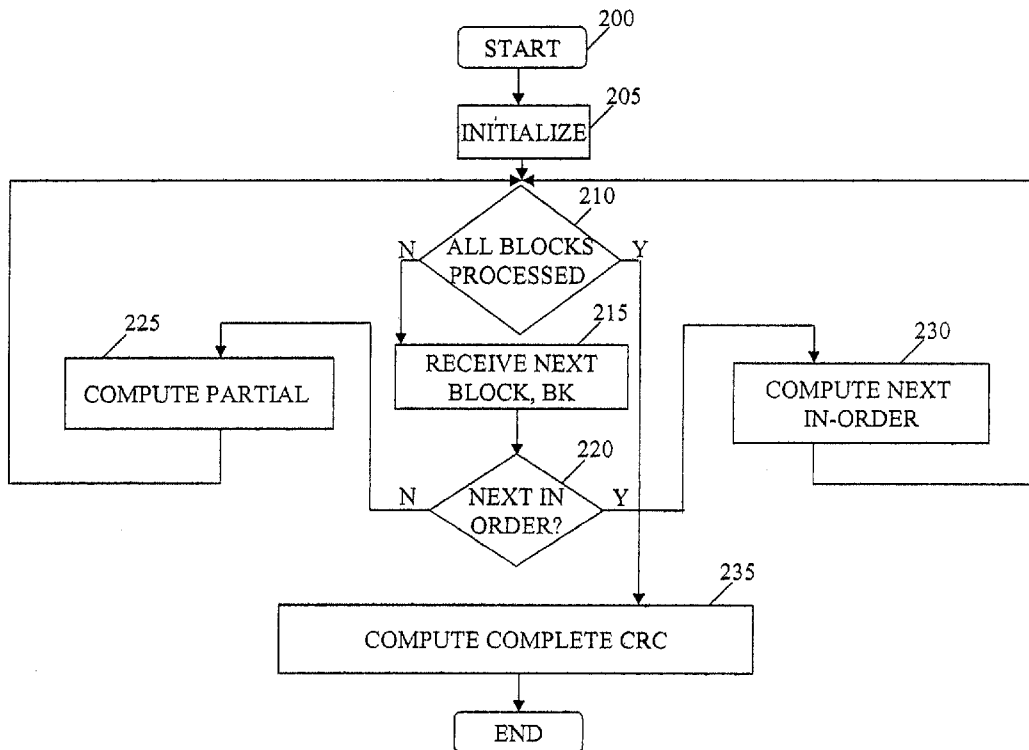 200
START
205
INITIALIZE
210
ALL BLOCKS
PROCESSED
N
Y
215
RECEIVE NEXT
BLOCK, BK
225
COMPUTE PARTIAL
230
COMPUTE NEXT
IN-ORDER
220
NEXT IN
ORDER?
N
Y
235
COMPUTE COMPLETE CRC
END